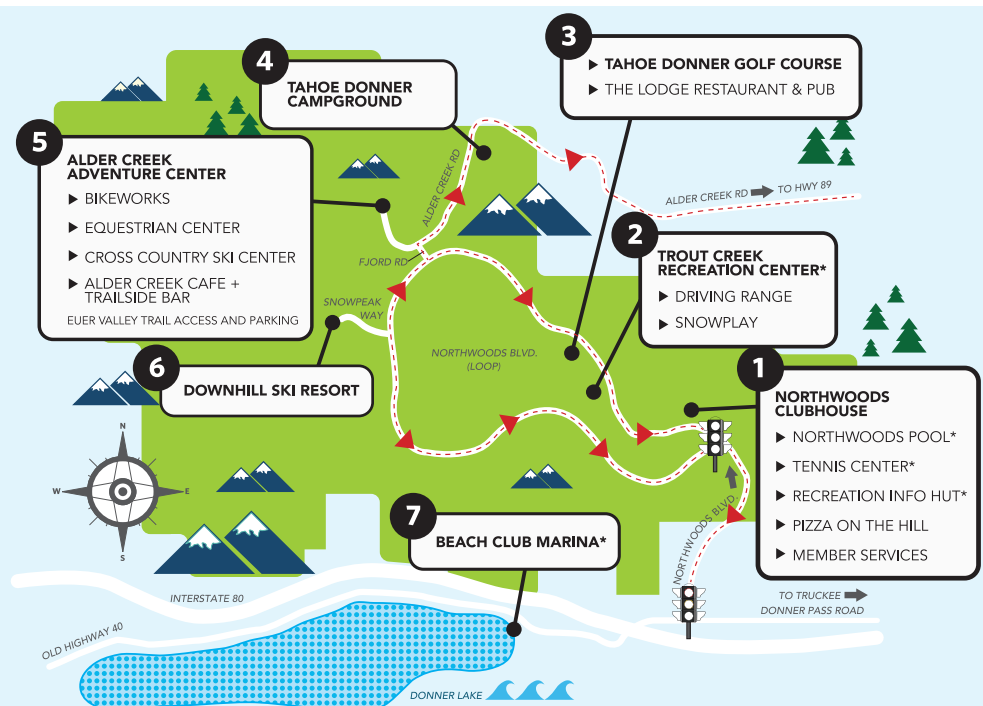 3
▶ TAHOE DONNER GOLF COURSE
▶ THE LODGE RESTAURANT & PUB
4
TAHOE DONNER
CAMPGROUND
5
ALDER CREEK
ADVENTURE CENTER
▶ BIKEWORKS
▶ EQUESTRIAN CENTER
▶ CROSS COUNTRY SKI CENTER
▶ ALDER CREEK CAFE +
TRAILSIDE BAR
EUER VALLEY TRAIL ACCESS AND PARKING
ALDER CREEK RD
ALDER CREEK RD ➡ TO HWY 89
2
TROUT CREEK
RECREATION CENTER*
▶ DRIVING RANGE
▶ SNOWPLAY
FJORD RD
SNOWPEAK
WAY
NORTHWOODS BLVD.
(LOOP)
6
DOWNHILL SKI RESORT
1
NORTHWOODS
CLUBHOUSE
▶ NORTHWOODS POOL*
▶ TENNIS CENTER*
▶ RECREATION INFO HUT*
▶ PIZZA ON THE HILL
▶ MEMBER SERVICES
N
W
E
S
7
BEACH CLUB MARINA*
NORTHWOODS BLVD.
INTERSTATE 80
OLD HIGHWAY 40
TO TRUCKEE ➡
DONNER PASS ROAD
DONNER LAKE